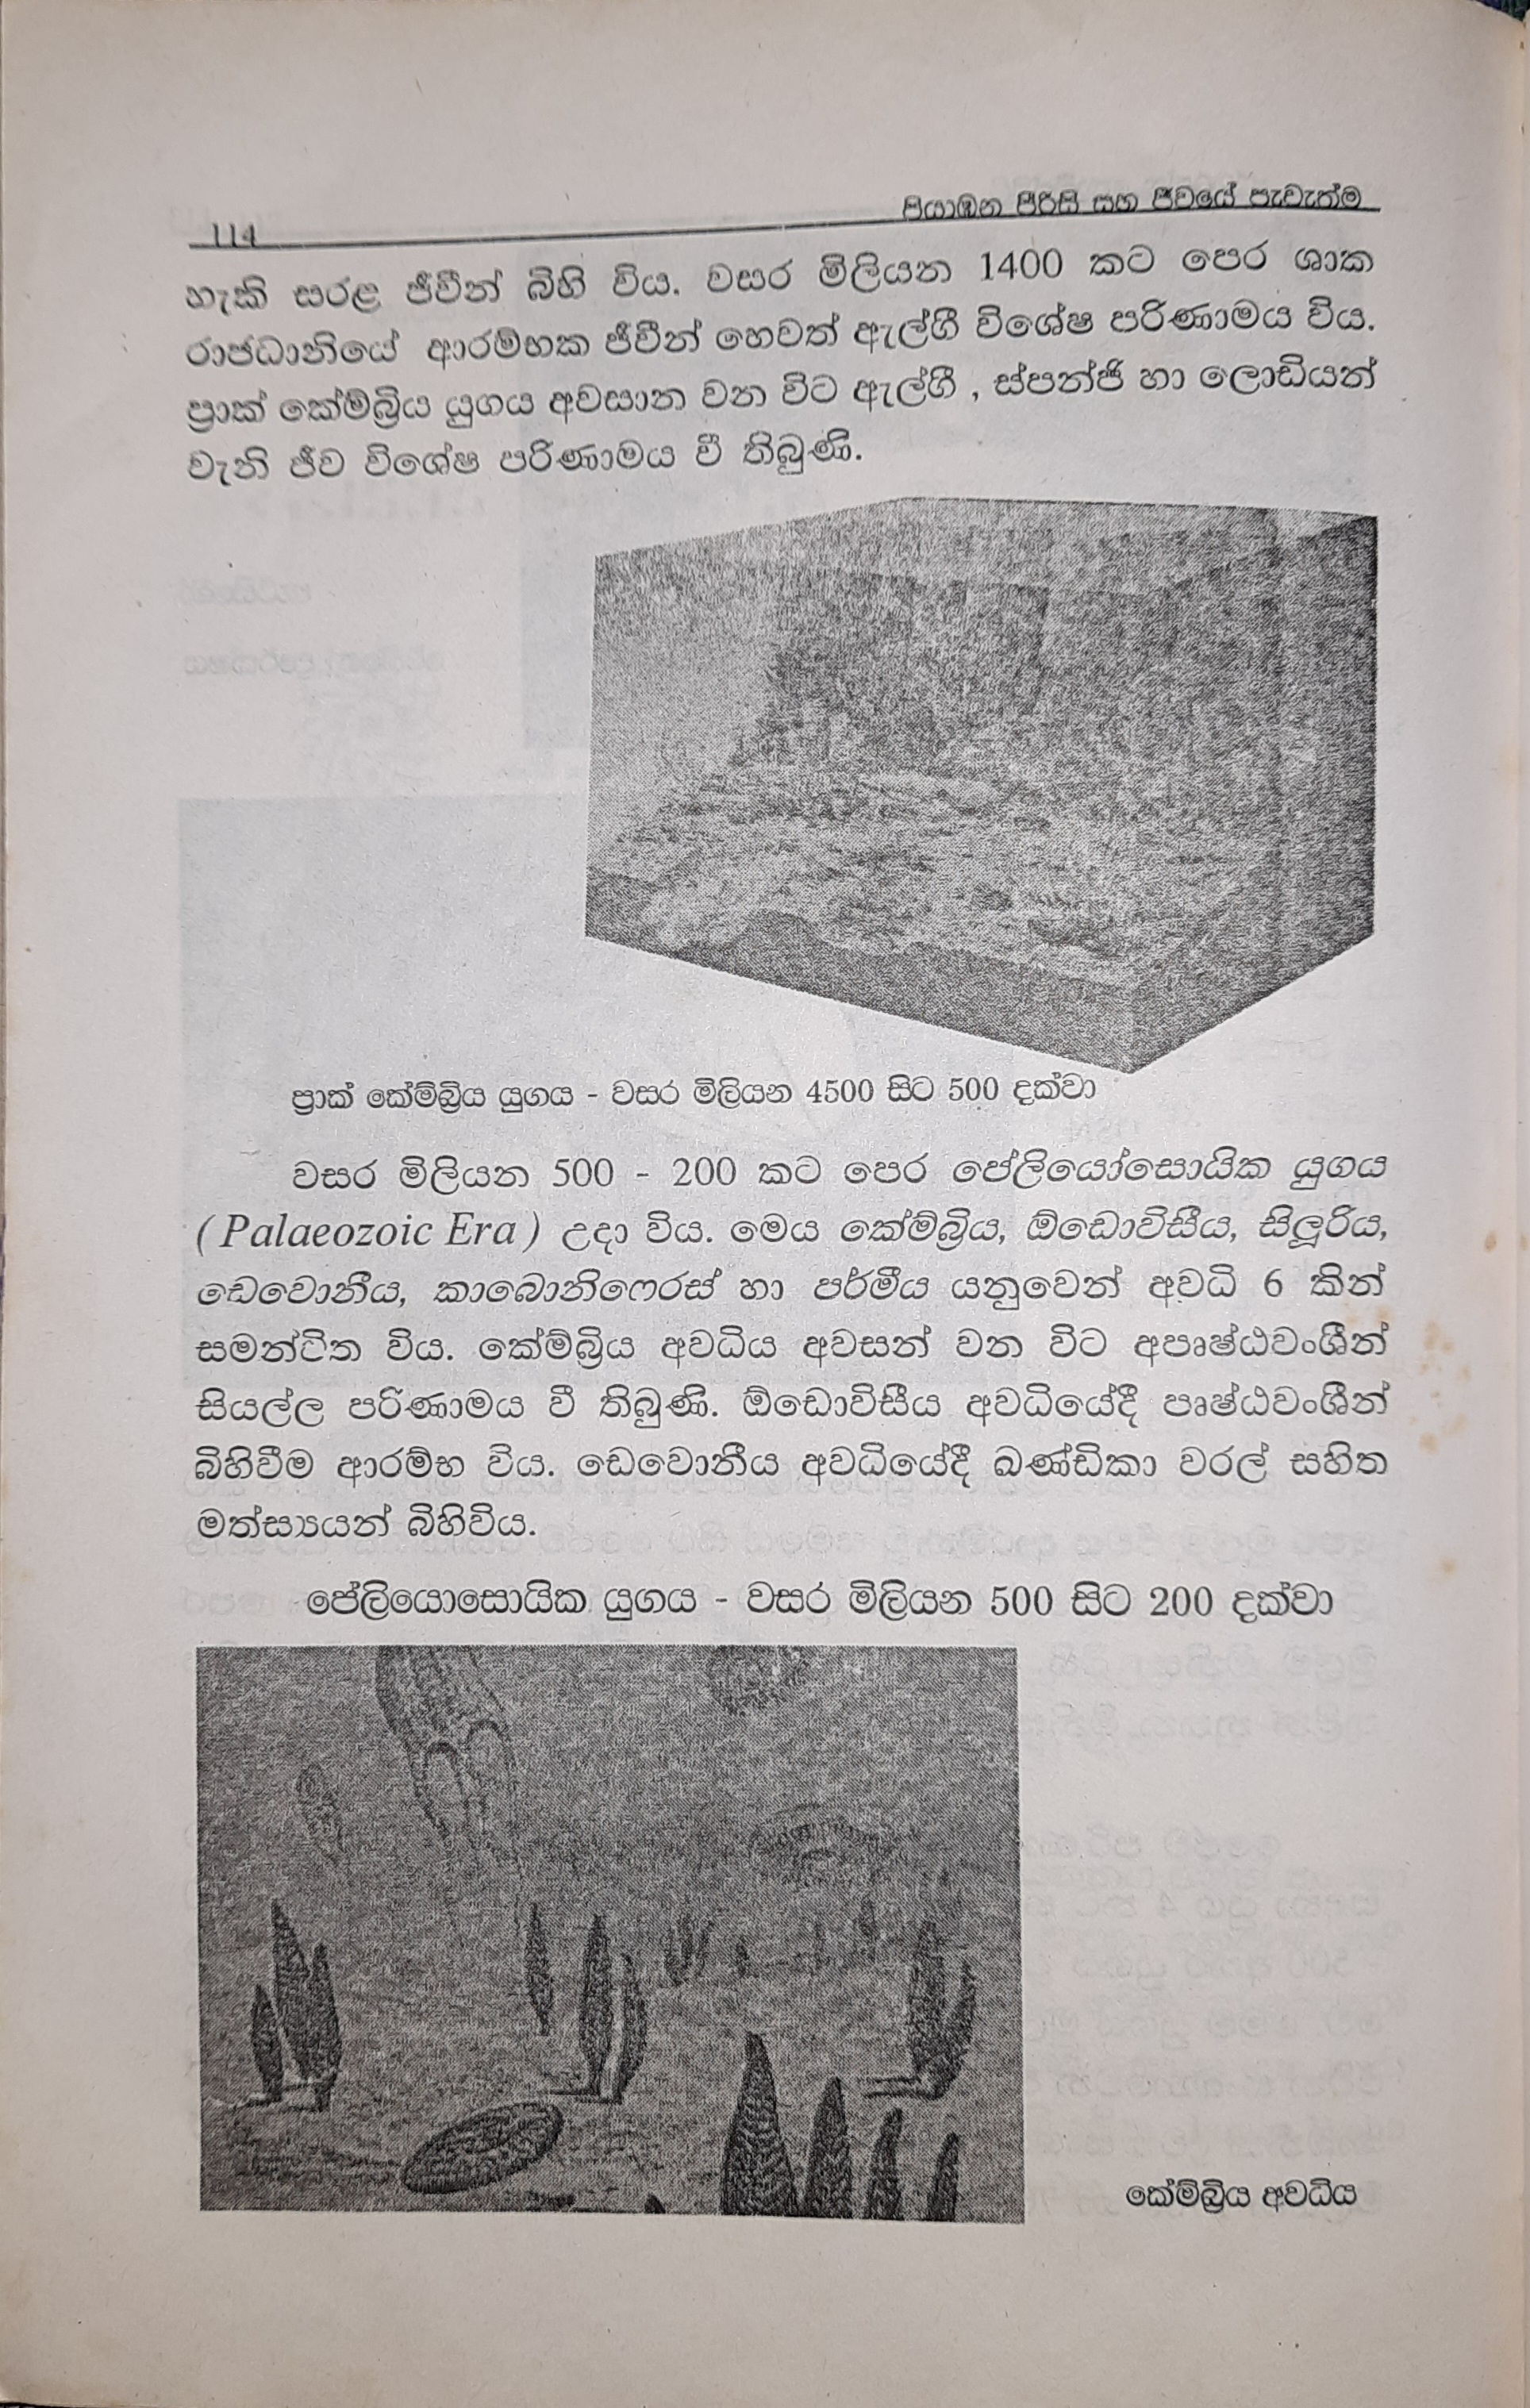 114
පියාඹන පීරිසි සහ ජීවයේ පැවැත්ම
හැකි සරළ ජීවීන් බිහි විය. වසර මිලියන 1400 කට පෙර ශාක
රාජධානියේ ආරම්භක ජීවීන් හෙවත් ඇල්ගී විශේෂ පරිණාමය විය.
ප්‍රාක් කේම්බ්‍රිය යුගය අවසාන වන විට ඇල්ගී , ස්පන්ජි හා ලොඩියන්
වැනි ජීව විශේෂ පරිණාමය වී තිබුණි.
ප්‍රාක් කේම්බ්‍රිය යුගය - වසර මිලියන 4500 සිට 500 දක්වා
වසර මිලියන 500 - 200 කට පෙර පේලියෝසොයික යුගය
(Palaeozoic Era) උදා විය. මෙය කේම්බ්‍රිය, ඕඩොවිසීය, සිලූරිය,
ඩෙවොනීය, කාබොනිෆෙරස් හා පර්මීය යනුවෙන් අවධි 6 කින්
සමන්විත විය. කේම්බ්‍රිය අවධිය අවසන් වන විට අපෘෂ්ඨවංශීන්
සියල්ල පරිණාමය වී තිබුණි. ඕඩොවිසීය අවධියේදී පෘෂ්ඨවංශීන්
බිහිවීම ආරම්භ විය. ඩෙවොනීය අවධියේදී ඛණ්ඩිකා වරල් සහිත
මත්ස්‍යයන් බිහිවිය.
පේලියොසොයික යුගය - වසර මිලියන 500 සිට 200 දක්වා
කේම්බ්‍රිය අවධිය